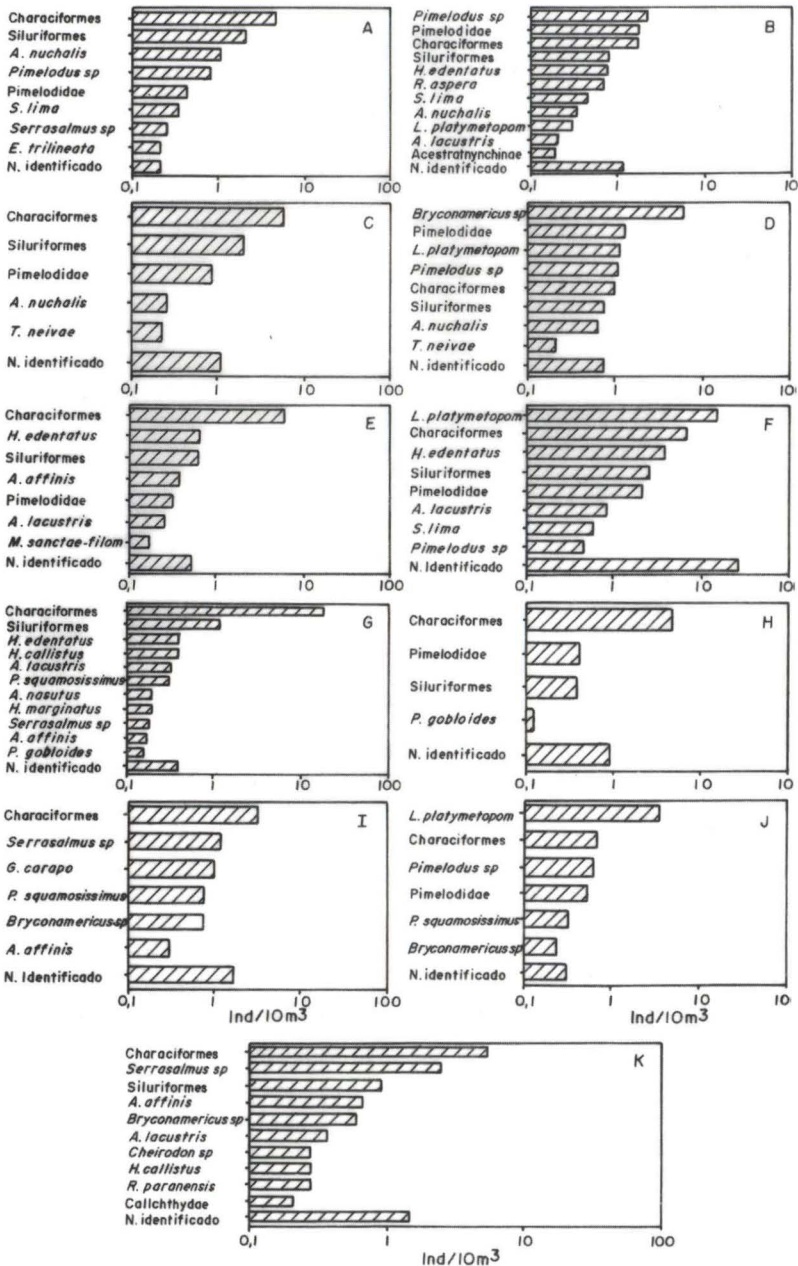 A
Characiformes
Siluriformes
A. nuchalis
Pimelodus sp
Pimelodidae
S. lima
Serrasalmus sp
E. trilineata
N. identificado
0,1 1 10 100
B
Pimelodus sp
Pimelodidae
Characiformes
Siluriformes
H. edentatus
R. aspera
S. lima
A. nuchalis
L. platymetopom
A. lacustris
Acestratnynchinae
N. identificado
0,1 1 10 100
C
Characiformes
Siluriformes
Pimelodidae
A. nuchalis
T. neivae
N. identificado
0,1 1 10 100
D
Bryconamericus sp
Pimelodidae
L. platymetopom
Pimelodus sp
Characiformes
Siluriformes
A. nuchalis
T. neivae
N. identificado
0,1 1 10 10
E
Characiformes
H. edentatus
Siluriformes
A. affinis
Pimelodidae
A. lacustris
M. sanctae-filom
N. identificado
0,1 1 10 100
F
L. platymetopom
Characiformes
H. edentatus
Siluriformes
Pimelodidae
A. lacustris
S. lima
Pimelodus sp
N. Identificado
0,1 1 10 10
G
Characiformes
Siluriformes
H. edentatus
H. callistus
A. lacustris
P. squamosissimus
A. nasutus
H. marginatus
Serrasalmus sp
A. affinis
P. gobloides
N. identificado
0,1 1 10 100
H
Characiformes
Pimelodidae
Siluriformes
P. gobloides
N. identificado
0,1 1 10 100
I
Characiformes
Serrasalmus sp
G. carapo
P. squamosissimus
Bryconamericus sp
A. affinis
N. Identificado
0,1 1 10 100
Ind/10m³
J
L. platymetopom
Characiformes
Pimelodus sp
Pimelodidae
P. squamosissimus
Bryconamericus sp
N. identificado
0,1 1 10 100
Ind/10m³
K
Characiformes
Serrasalmus sp
Siluriformes
A. affinis
Bryconamericus sp
A. lacustris
Cheirodon sp
H. callistus
R. paranensis
Callchthydae
N. identificado
0,1 1 10 100
Ind/10m³